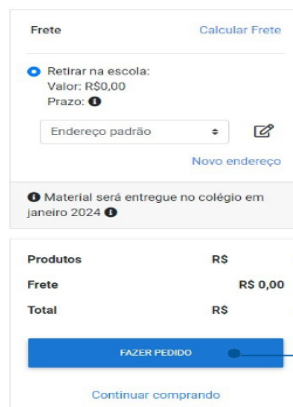 Frete Calcular Frete
Retirar na escola:
Valor: R$0,00
Prazo:
Endereço padrão
Novo endereço
Material será entregue no colégio em
janeiro 2024
Produtos R$
Frete R$ 0,00
Total R$
FAZER PEDIDO
Continuar comprando